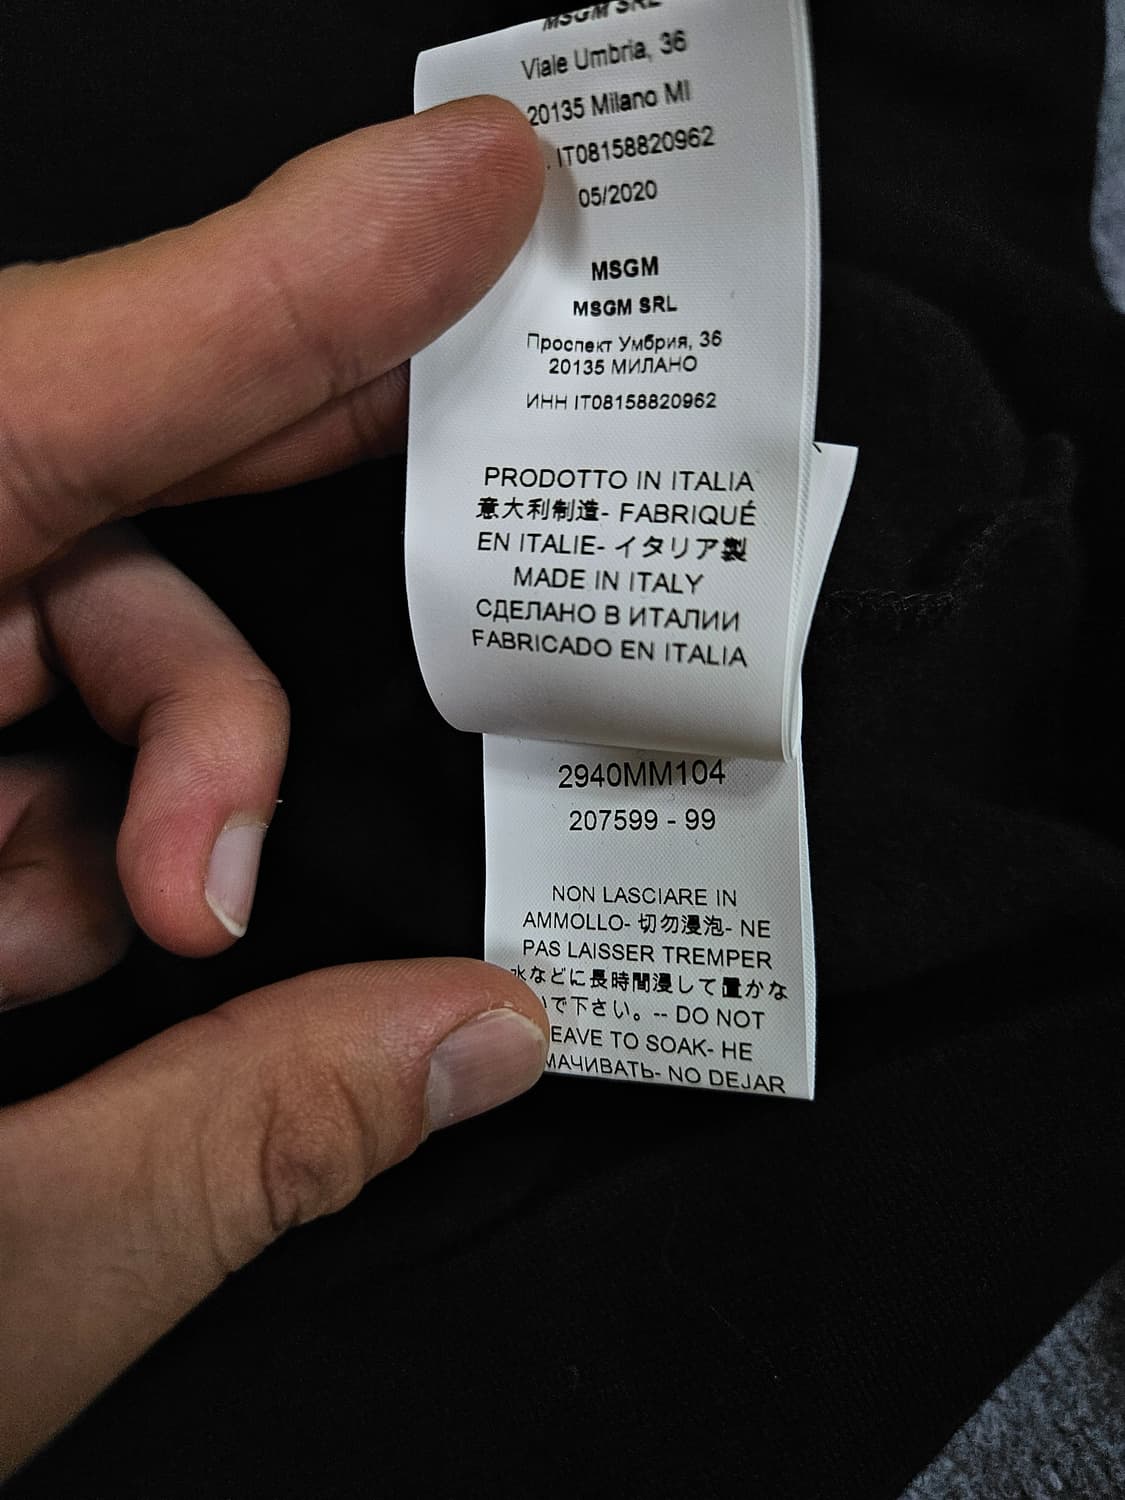 MSGM SRL
Viale Umbria, 36
20135 Milano MI
. IT08158820962
05/2020
MSGM
MSGM SRL
Проспект Умбрия, 36
20135 МИЛАНО
ИНН IT08158820962
PRODOTTO IN ITALIA
意大利制造- FABRIQUÉ
EN ITALIE- イタリア製
MADE IN ITALY
СДЕЛАНО В ИТАЛИИ
FABRICADO EN ITALIA
2940MM104
207599 - 99
NON LASCIARE IN
AMMOLLO- 切勿浸泡- NE
PAS LAISSER TREMPER
水などに長時間浸して置かな
いで下さい。-- DO NOT
EAVE TO SOAK- НЕ
МАЧИВАТЬ- NO DEJAR